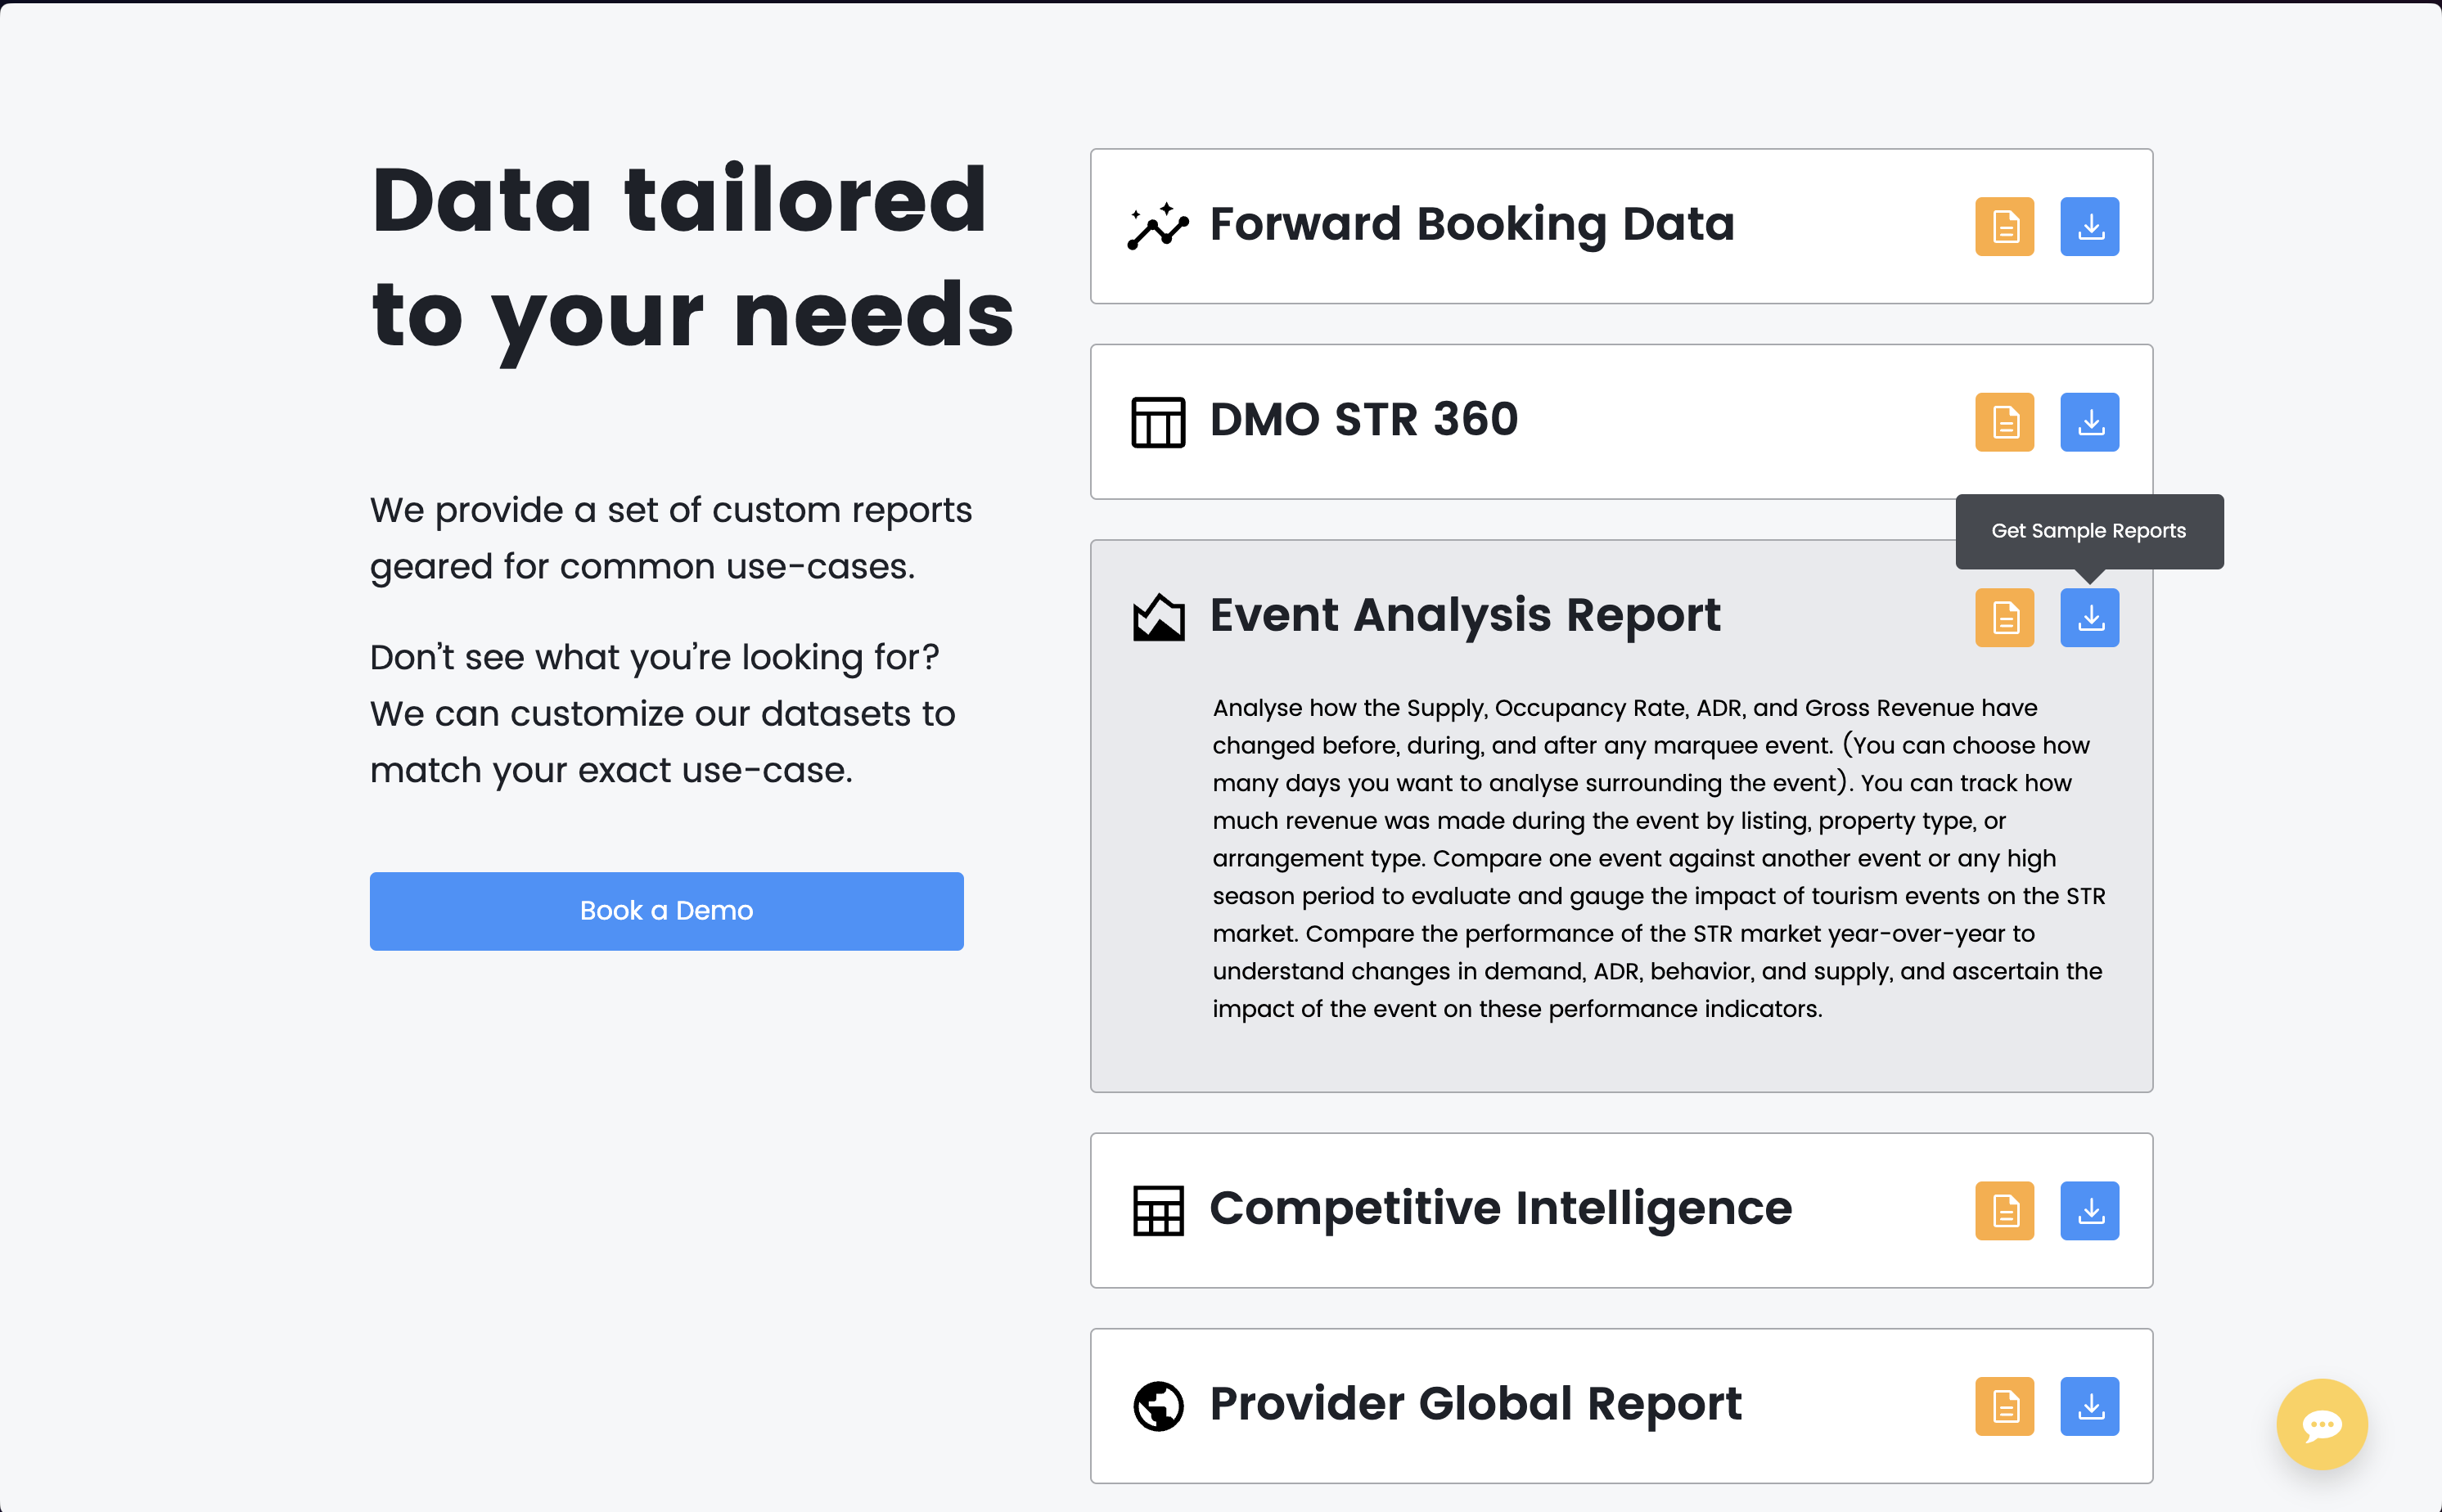 Data tailored
to your needs
We provide a set of custom reports
geared for common use-cases.
Don't see what you're looking for?
We can customize our datasets to
match your exact use-case.
Book a Demo
Forward Booking Data
DMO STR 360
Get Sample Reports
Event Analysis Report
Analyse how the Supply, Occupancy Rate, ADR, and Gross Revenue have
changed before, during, and after any marquee event. (You can choose how
many days you want to analyse surrounding the event). You can track how
much revenue was made during the event by listing, property type, or
arrangement type. Compare one event against another event or any high
season period to evaluate and gauge the impact of tourism events on the STR
market. Compare the performance of the STR market year-over-year to
understand changes in demand, ADR, behavior, and supply, and ascertain the
impact of the event on these performance indicators.
Competitive Intelligence
Provider Global Report